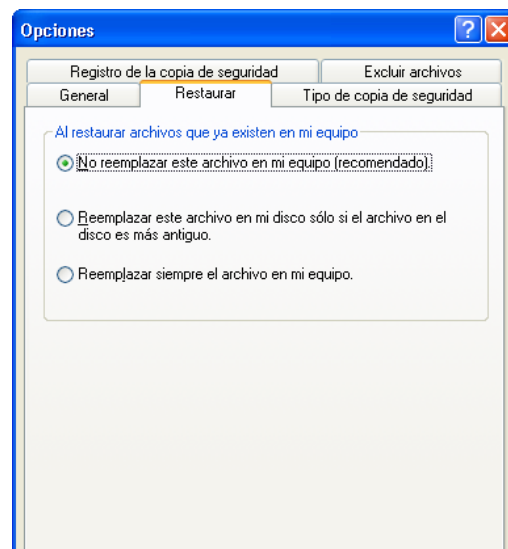 Opciones
Registro de la copia de seguridad
Excluir archivos
General
Restaurar
Tipo de copia de seguridad
Al restaurar archivos que ya existen en mi equipo
No reemplazar este archivo en mi equipo (recomendado).
Reemplazar este archivo en mi disco sólo si el archivo en el
disco es más antiguo.
Reemplazar siempre el archivo en mi equipo.